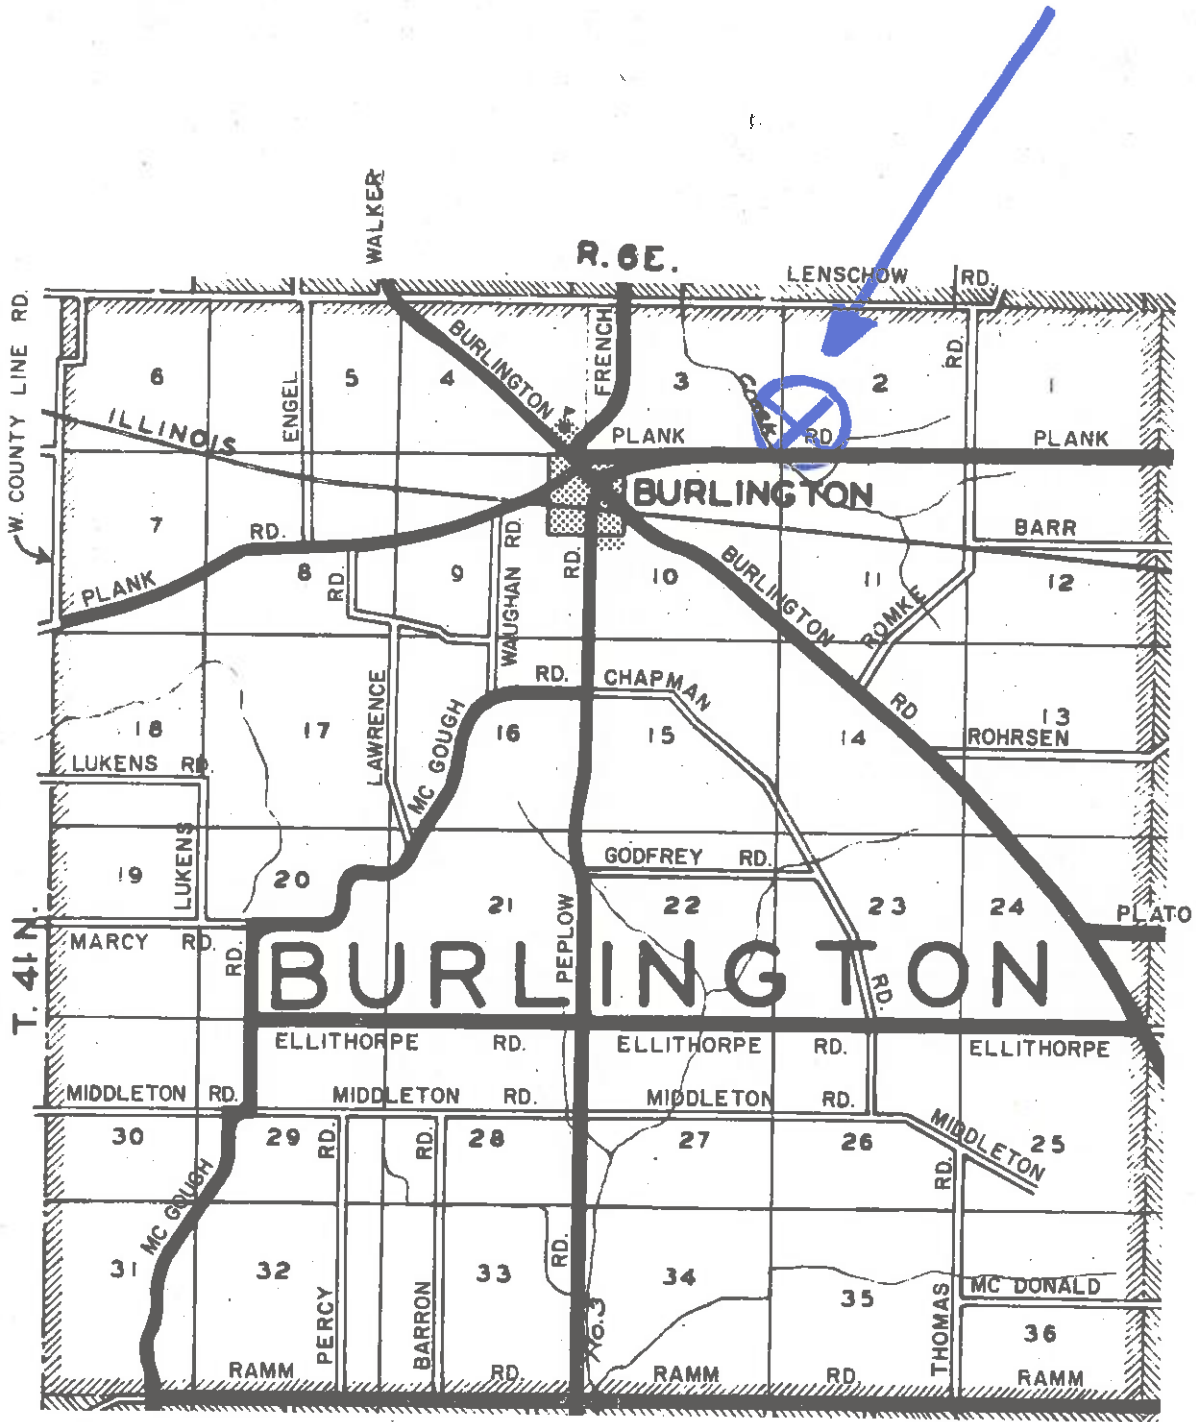 WALKER
R. 6E.
LENSCHOW RD.
W. COUNTY LINE RD.
BURLINGTON
FRENCH
RD.
6
5
4
3
2
1
ENGEL
ILLINOIS
PLANK RD
PLANK
BURLINGTON
7
RD.
PLANK
8
RD.
9
WAUGHAN RD.
RD.
10
BURLINGTON
11
BARR
12
ROMKE
RD
18
17
LAWRENCE
MC GOUGH
RD.
CHAPMAN
16
15
14
13
ROHRSEN
LUKENS RD.
LUKENS
19
20
GODFREY RD.
21
PEPLOW
22
23
24
PLATO
T. 41 N.
MARCY RD.
RD.
BURLINGTON
RD.
ELLITHORPE RD.
ELLITHORPE RD.
ELLITHORPE
MIDDLETON RD.
MIDDLETON RD.
MIDDLETON RD.
MIDDLETON
30
29
RD.
RD.
28
27
26
RD.
25
MC GOUGH
31
32
PERCY
BARRON
33
RD.
34
35
THOMAS
MC DONALD
36
No.3
RAMM
RD.
RAMM
RD.
RAMM